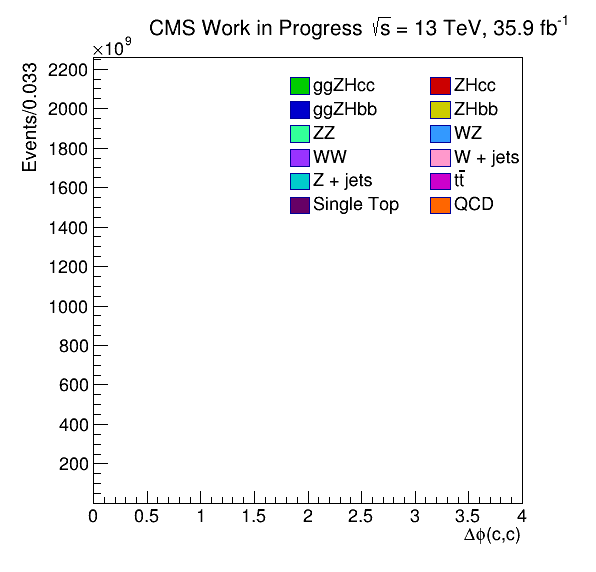 CMS Work in Progress √s = 13 TeV, 35.9 fb⁻¹
×10⁹
Events/0.033
2200
2000
1800
1600
1400
1200
1000
800
600
400
200
ggZHcc ZHcc
ggZHbb ZHbb
ZZ WZ
WW W + jets
Z + jets tt̄
Single Top QCD
0 0.5 1 1.5 2 2.5 3 3.5 4
Δϕ(c,c)